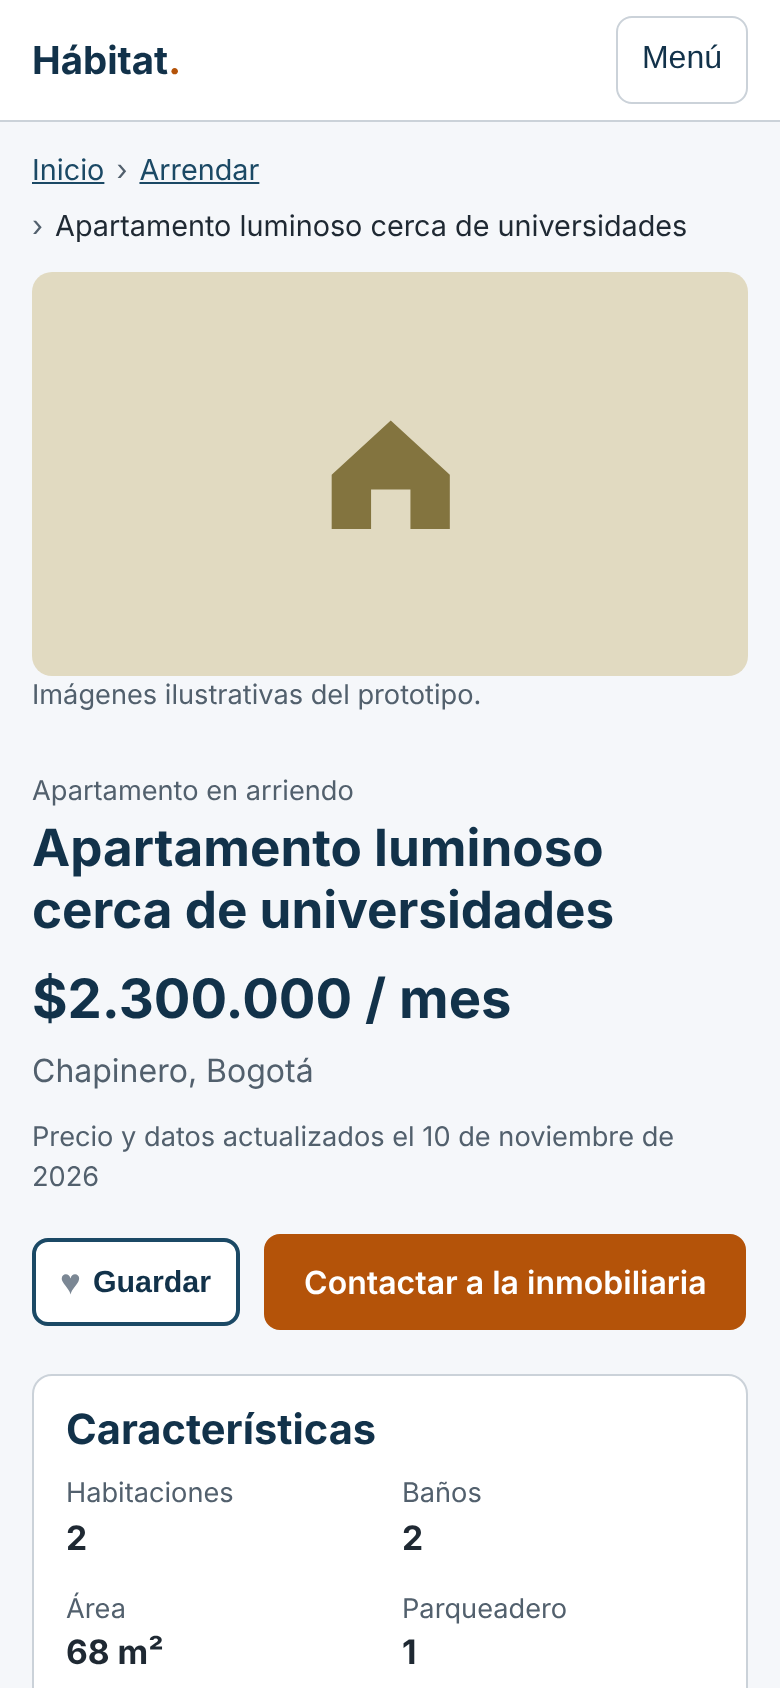 Hábitat.
Menú
Inicio › Arrendar
› Apartamento luminoso cerca de universidades
Imágenes ilustrativas del prototipo.
Apartamento en arriendo
Apartamento luminoso
cerca de universidades
$2.300.000 / mes
Chapinero, Bogotá
Precio y datos actualizados el 10 de noviembre de
2026
♥ Guardar
Contactar a la inmobiliaria
Características
Habitaciones
2
Baños
2
Área
68 m²
Parqueadero
1